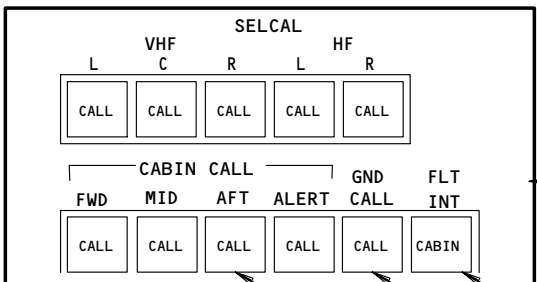 SELCAL
VHF HF
L C R L R
CALL CALL CALL CALL CALL
CABIN CALL
GND FLT
FWD MID AFT ALERT CALL INT
CALL CALL CALL CALL CALL CABIN